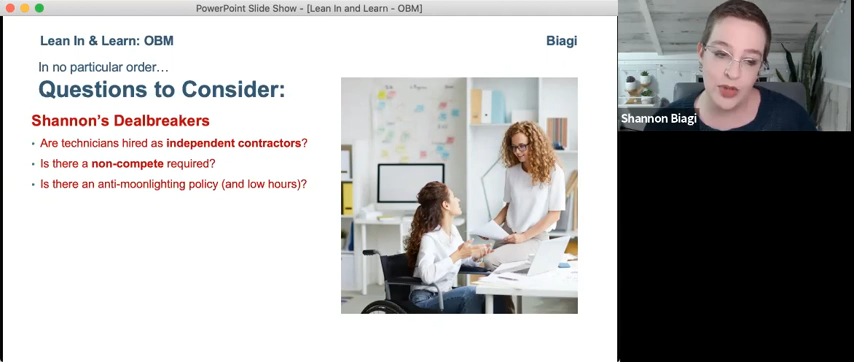 PowerPoint Slide Show - [Lean In and Learn - OBM]
Lean In & Learn: OBM
Biagi
In no particular order…
Questions to Consider:
Shannon's Dealbreakers
• Are technicians hired as independent contractors?
• Is there a non-compete required?
• Is there an anti-moonlighting policy (and low hours)?
Shannon Biagi